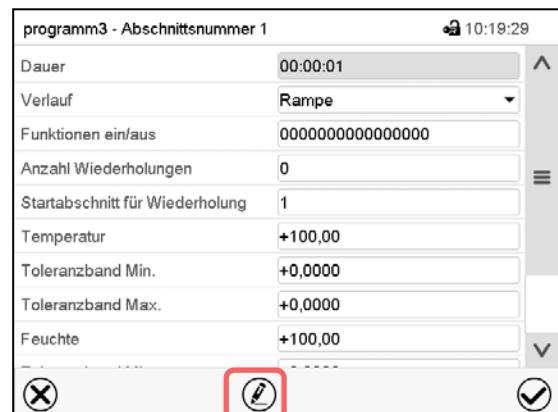 programm3 - Abschnittsnummer 1 10:19:29
Dauer 00:00:01
Verlauf Rampe
Funktionen ein/aus 0000000000000000
Anzahl Wiederholungen 0
Startabschnitt für Wiederholung 1
Temperatur +100,00
Toleranzband Min. +0,0000
Toleranzband Max. +0,0000
Feuchte +100,00